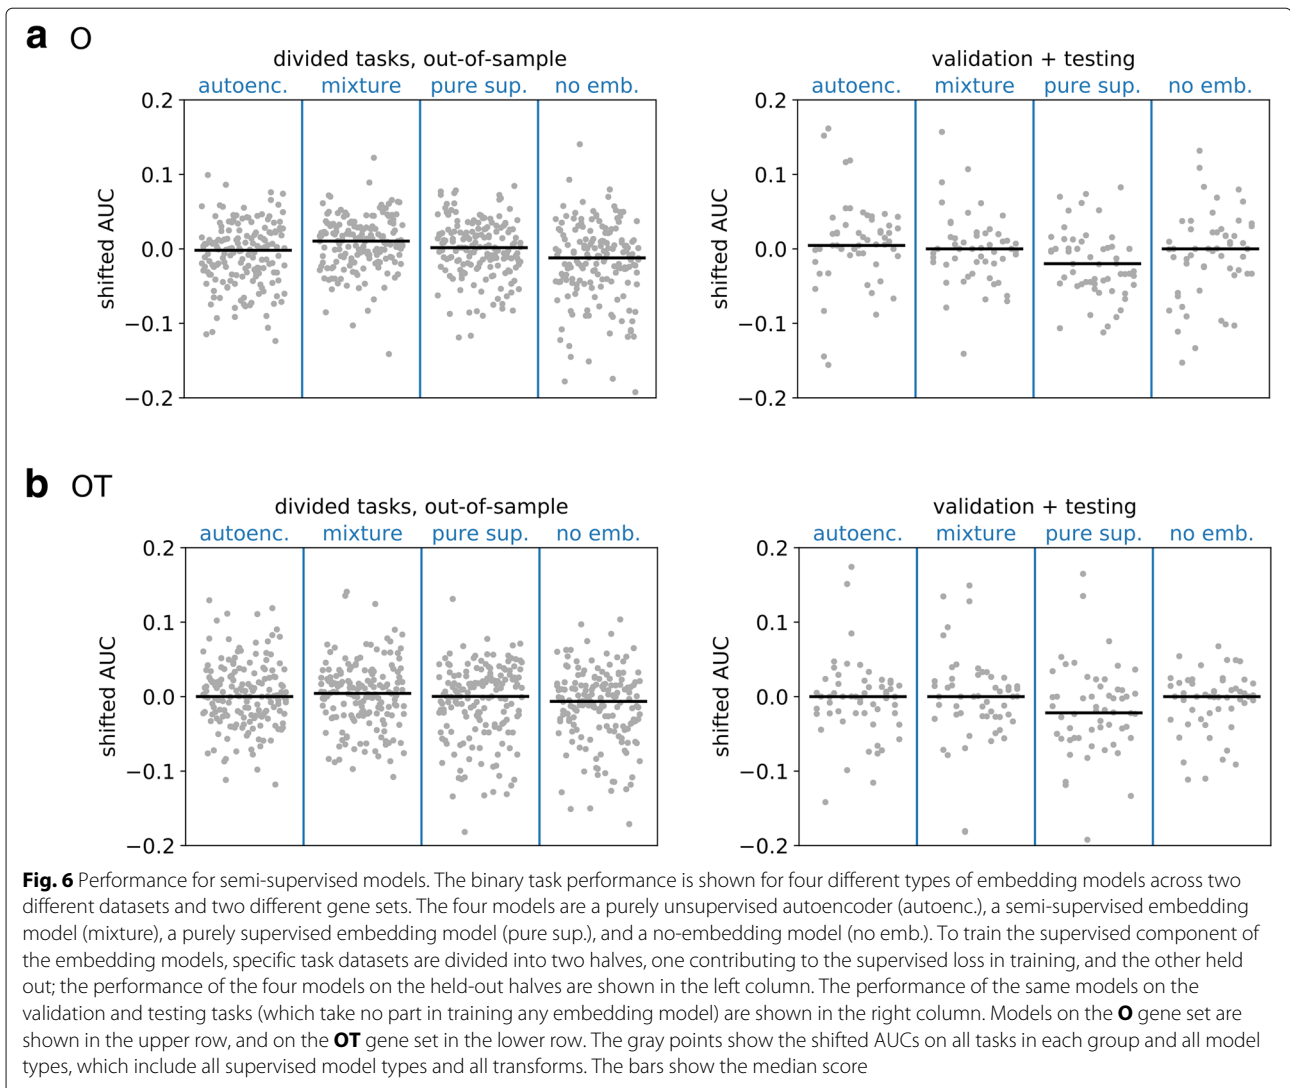 a O
divided tasks, out-of-sample
autoenc. mixture pure sup. no emb.
0.2
0.1
0.0
−0.1
−0.2
shifted AUC
validation + testing
autoenc. mixture pure sup. no emb.
0.2
0.1
0.0
−0.1
−0.2
shifted AUC
b OT
divided tasks, out-of-sample
autoenc. mixture pure sup. no emb.
0.2
0.1
0.0
−0.1
−0.2
shifted AUC
validation + testing
autoenc. mixture pure sup. no emb.
0.2
0.1
0.0
−0.1
−0.2
shifted AUC
Fig. 6 Performance for semi-supervised models. The binary task performance is shown for four different types of embedding models across two
different datasets and two different gene sets. The four models are a purely unsupervised autoencoder (autoenc.), a semi-supervised embedding
model (mixture), a purely supervised embedding model (pure sup.), and a no-embedding model (no emb.). To train the supervised component of
the embedding models, specific task datasets are divided into two halves, one contributing to the supervised loss in training, and the other held
out; the performance of the four models on the held-out halves are shown in the left column. The performance of the same models on the
validation and testing tasks (which take no part in training any embedding model) are shown in the right column. Models on the O gene set are
shown in the upper row, and on the OT gene set in the lower row. The gray points show the shifted AUCs on all tasks in each group and all model
types, which include all supervised model types and all transforms. The bars show the median score